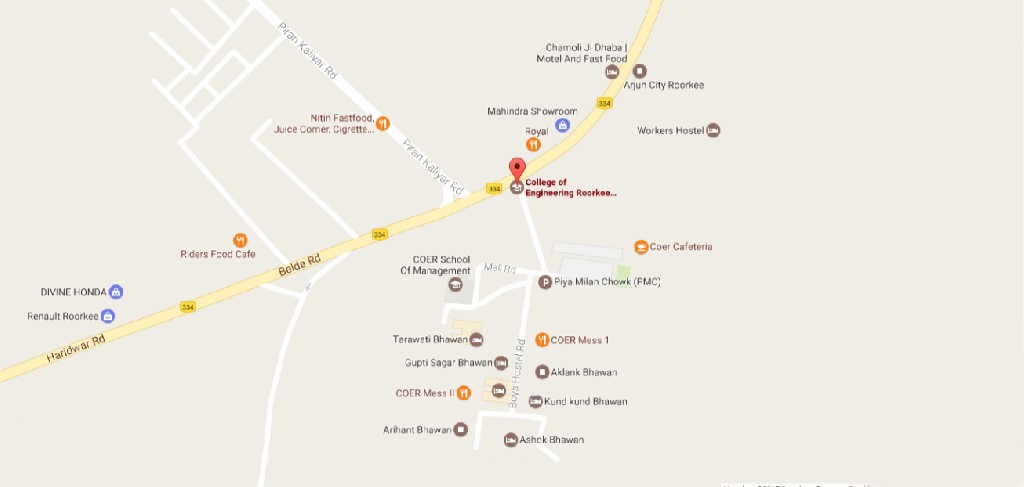 Piran Kaliyar Rd
Chamoli Ji Dhaba |
Motel And Fast Food
Arjun City Roorkee
334
Mahindra Showroom
Nitin Fastfood,
Juice Corner, Cigrette...
Royal
Workers Hostel
Piran Kaliyar Rd
334
College of
Engineering Roorkee...
334
Riders Food Cafe
Coer Cafeteria
Belda Rd
COER School
Of Management
Mall Rd
Piya Milan Chowk (PMC)
DIVINE HONDA
334
Renault Roorkee
Haridwar Rd
Tarawati Bhawan
COER Mess 1
Gupti Sagar Bhawan
Boys Hostel Rd
Aklank Bhawan
COER Mess II
Kund kund Bhawan
Arihant Bhawan
Ashok Bhawan